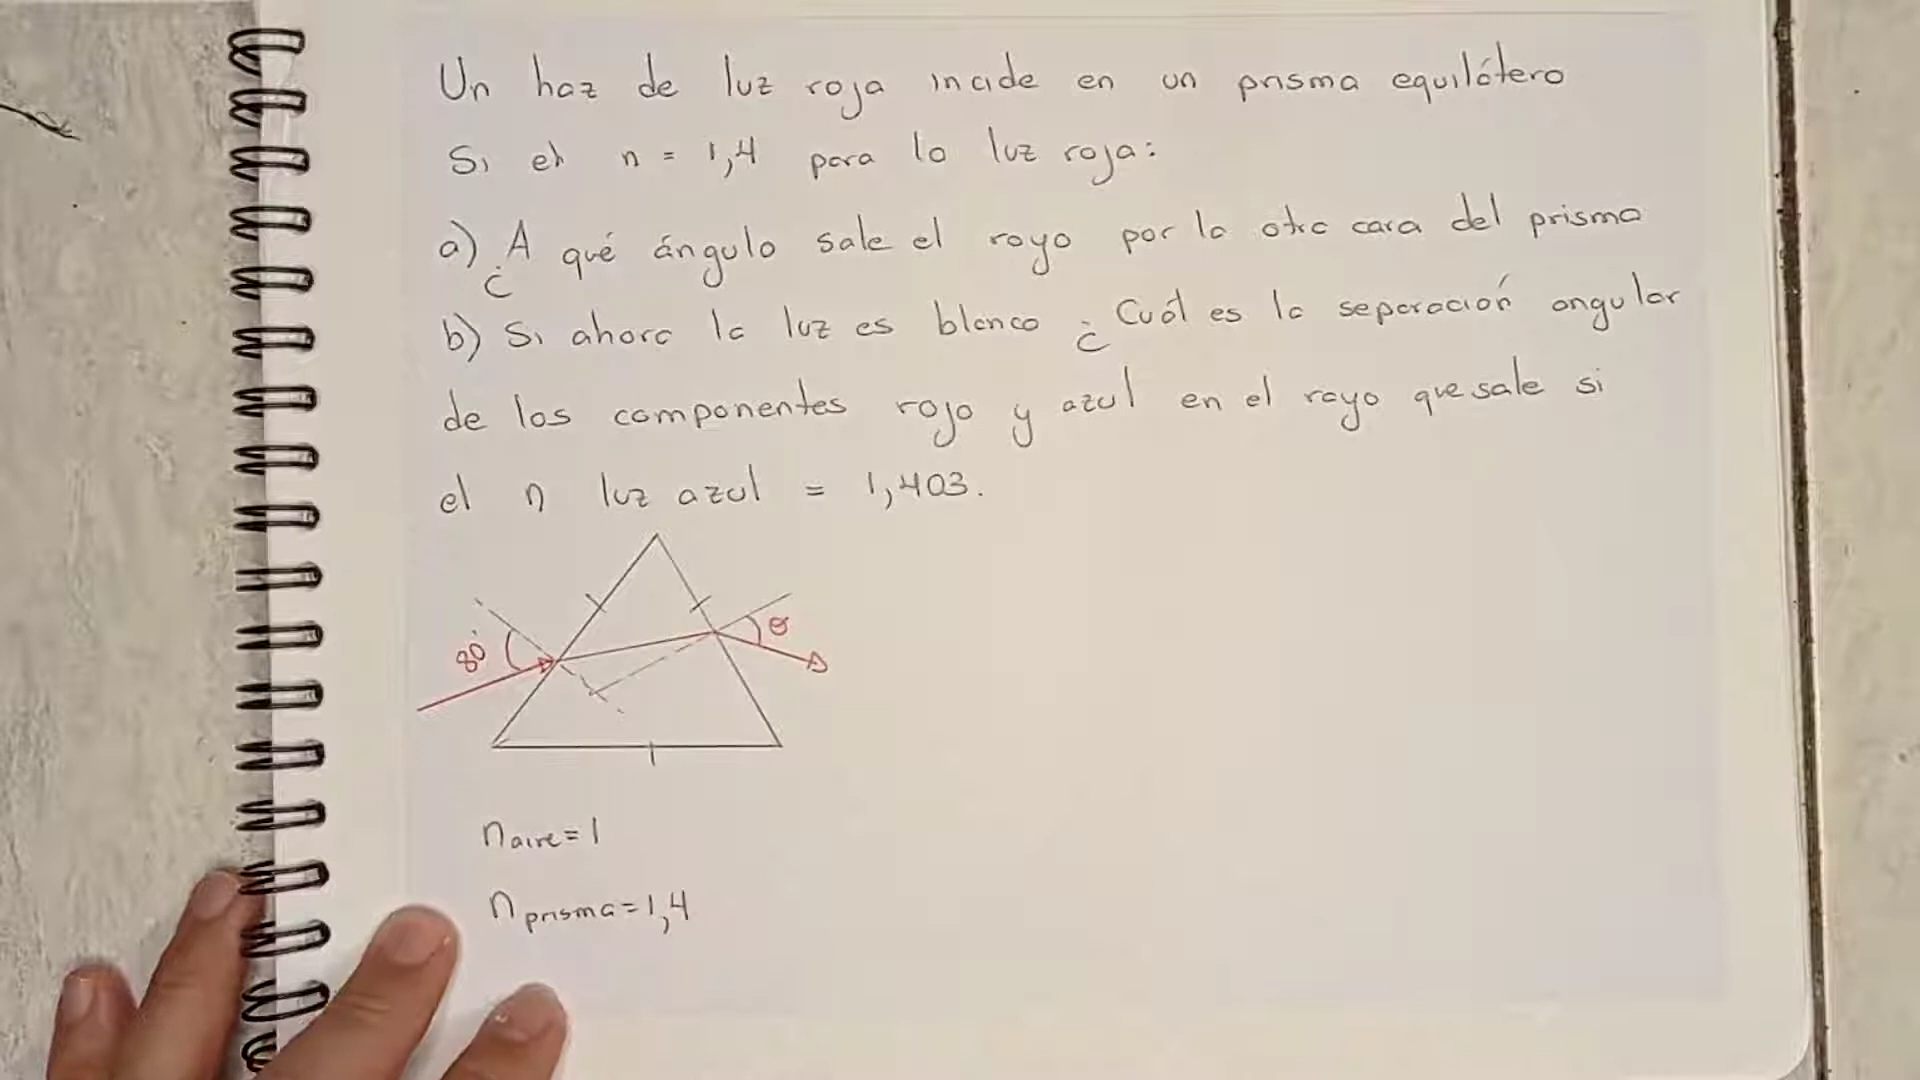 Un haz de luz roja incide en un prisma equilátero
Si el n = 1,4 para la luz roja:
a) ¿A qué ángulo sale el rayo por la otra cara del prisma
b) Si ahora la luz es blanca ¿Cuál es la separación angular
de los componentes rojo y azul en el rayo que sale si
el n luz azul = 1,403.
80°
θ
n aire = 1
n prisma = 1,4